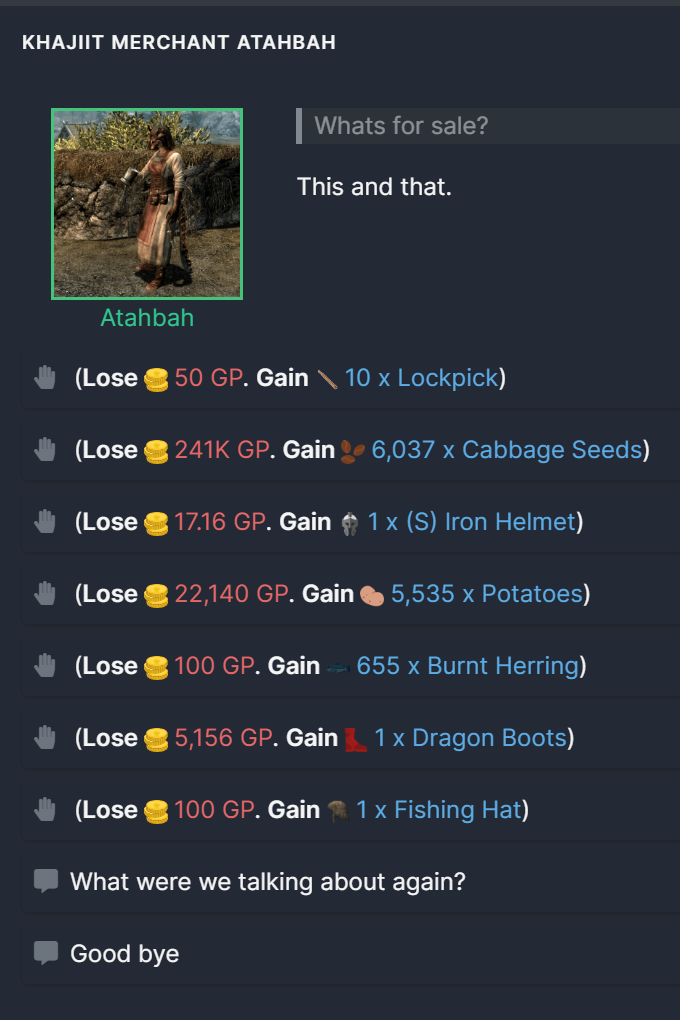 KHAJIIT MERCHANT ATAHBAH
Whats for sale?
This and that.
Atahbah
(Lose 50 GP. Gain 10 x Lockpick)
(Lose 241K GP. Gain 6,037 x Cabbage Seeds)
(Lose 17.16 GP. Gain 1 x (S) Iron Helmet)
(Lose 22,140 GP. Gain 5,535 x Potatoes)
(Lose 100 GP. Gain 655 x Burnt Herring)
(Lose 5,156 GP. Gain 1 x Dragon Boots)
(Lose 100 GP. Gain 1 x Fishing Hat)
What were we talking about again?
Good bye